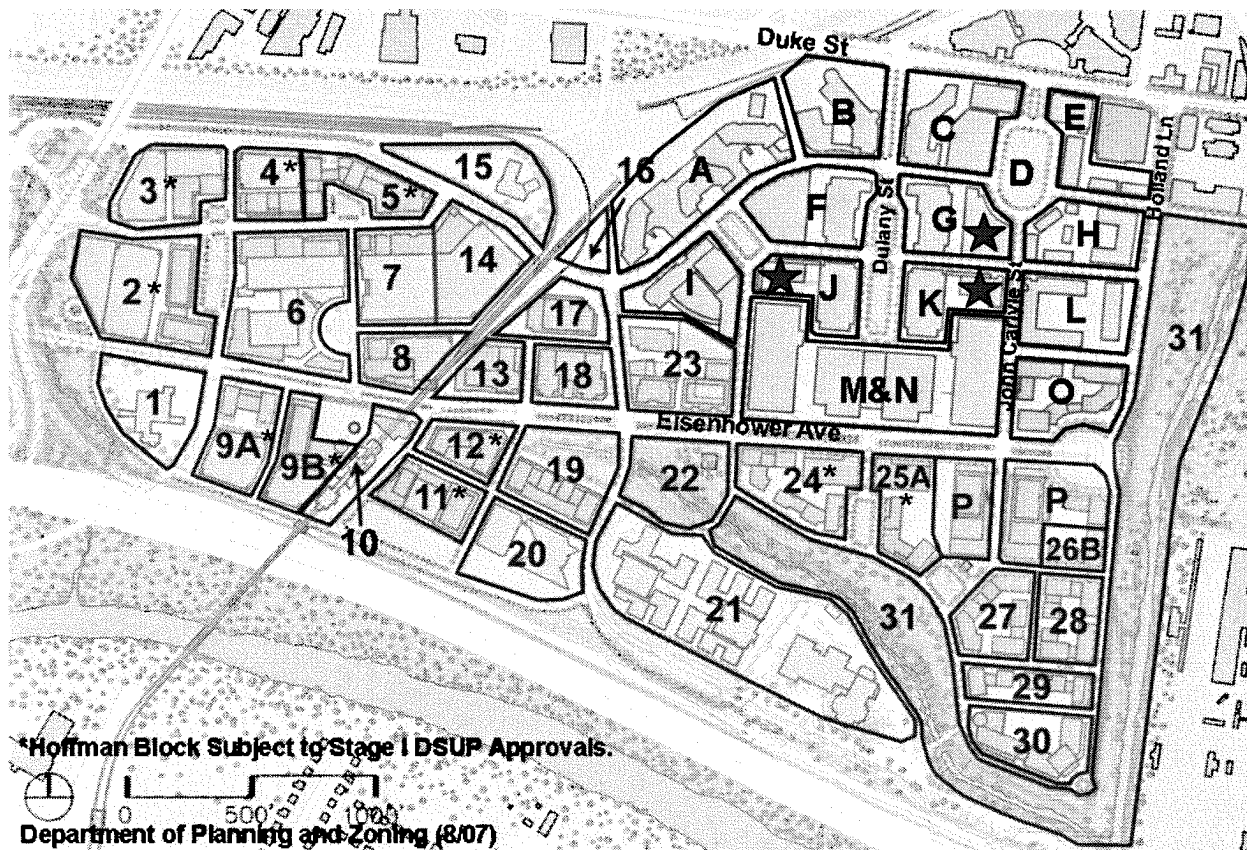 Duke St
B
C
E
Holland Ln
15
16
A
D
3*
4*
5*
F
Dulany St
G
H
14
7
2*
6
I
J
K
John Carlyle St
L
31
17
8
13
18
23
M&N
O
1
Eisenhower Ave
9A*
9B*
12*
19
22
24*
25A
*
P
P
11*
10
20
26B
21
31
27
28
29
30
*Hoffman Block Subject to Stage I DSUP Approvals.
0 500' 1000'
Department of Planning and Zoning (8/07)